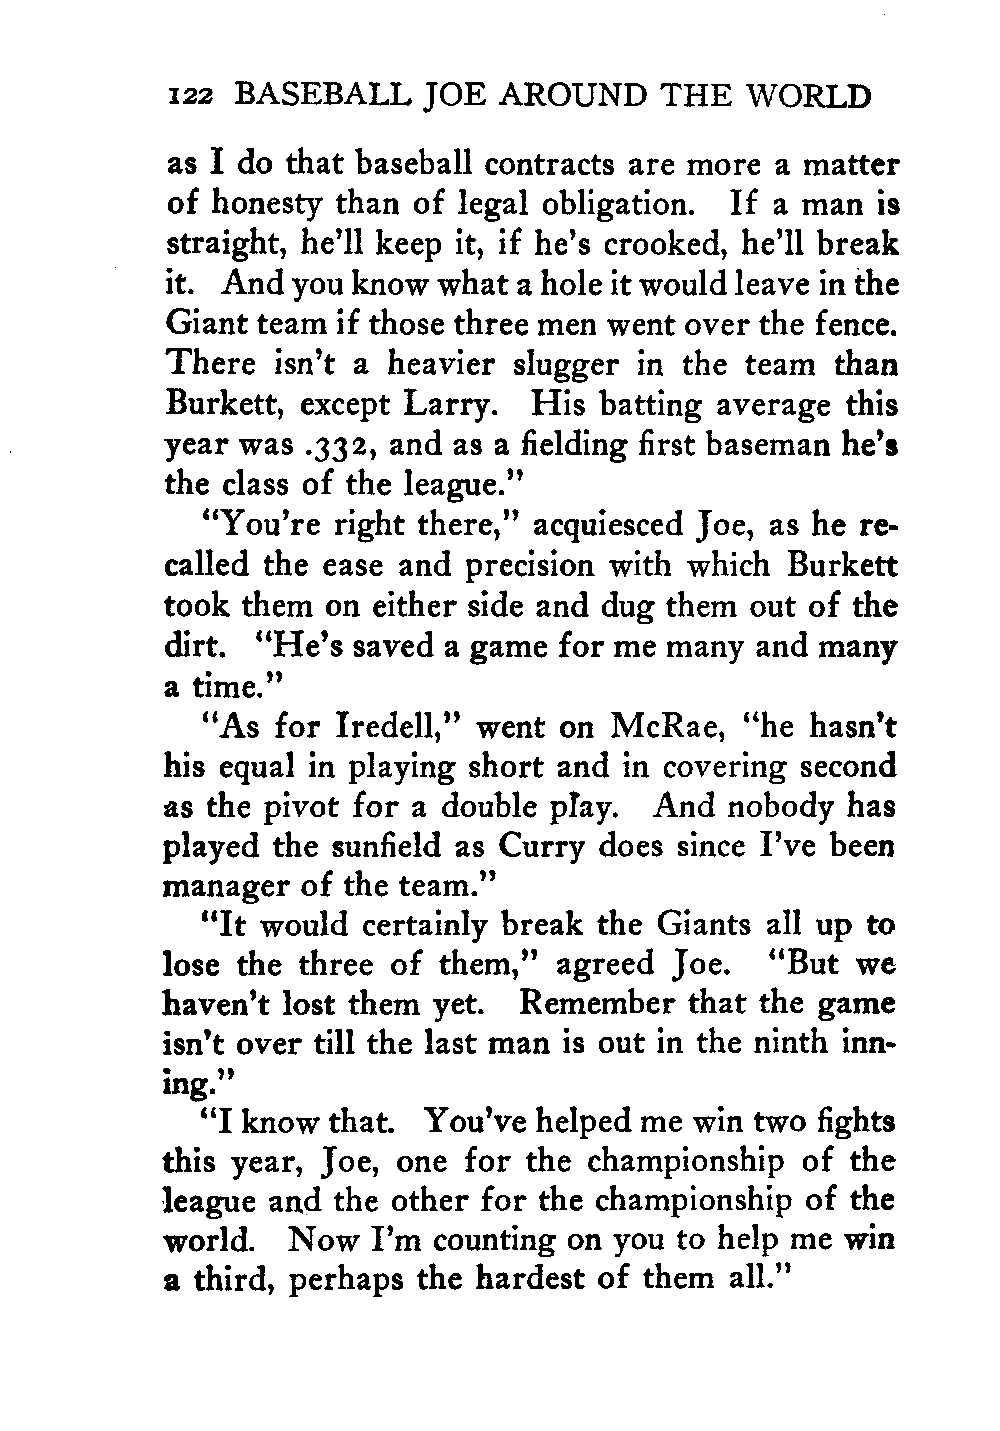 122 BASEBALL JOE AROUND THE WORLD
as I do that baseball contracts are more a matter
of honesty than of legal obligation. If a man is
straight, he'll keep it, if he's crooked, he'll break
it. And you know what a hole it would leave in the
Giant team if those three men went over the fence.
There isn't a heavier slugger in the team than
Burkett, except Larry. His batting average this
year was .332, and as a fielding first baseman he's
the class of the league."
"You're right there," acquiesced Joe, as he re-
called the ease and precision with which Burkett
took them on either side and dug them out of the
dirt. "He's saved a game for me many and many
a time."
"As for Iredell," went on McRae, "he hasn't
his equal in playing short and in covering second
as the pivot for a double play. And nobody has
played the sunfield as Curry does since I've been
manager of the team."
"It would certainly break the Giants all up to
lose the three of them," agreed Joe. "But we
haven't lost them yet. Remember that the game
isn't over till the last man is out in the ninth inn-
ing."
"I know that. You've helped me win two fights
this year, Joe, one for the championship of the
league and the other for the championship of the
world. Now I'm counting on you to help me win
a third, perhaps the hardest of them all."